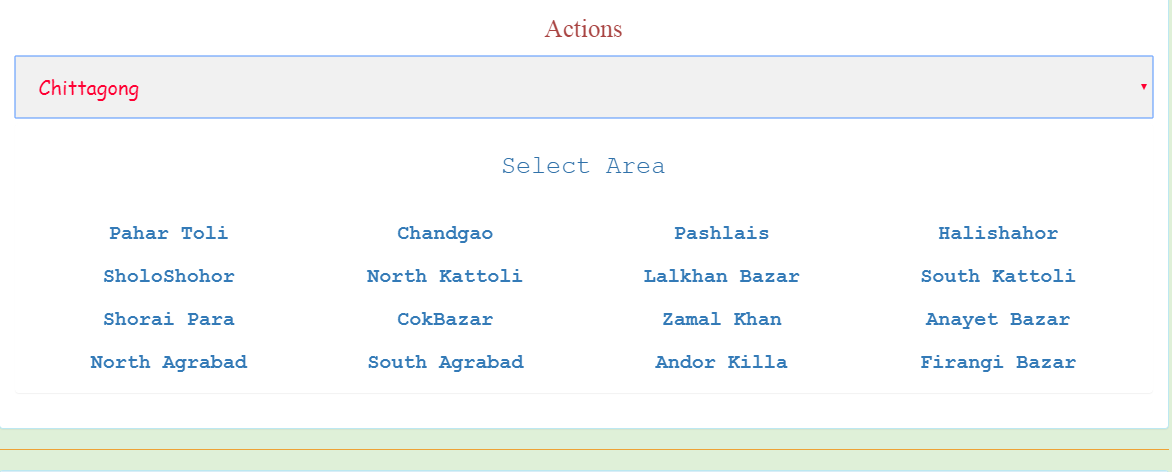 Actions
Chittagong
Select Area
Pahar Toli Chandgao Pashlais Halishahor
SholoShohor North Kattoli Lalkhan Bazar South Kattoli
Shorai Para CokBazar Zamal Khan Anayet Bazar
North Agrabad South Agrabad Andor Killa Firangi Bazar